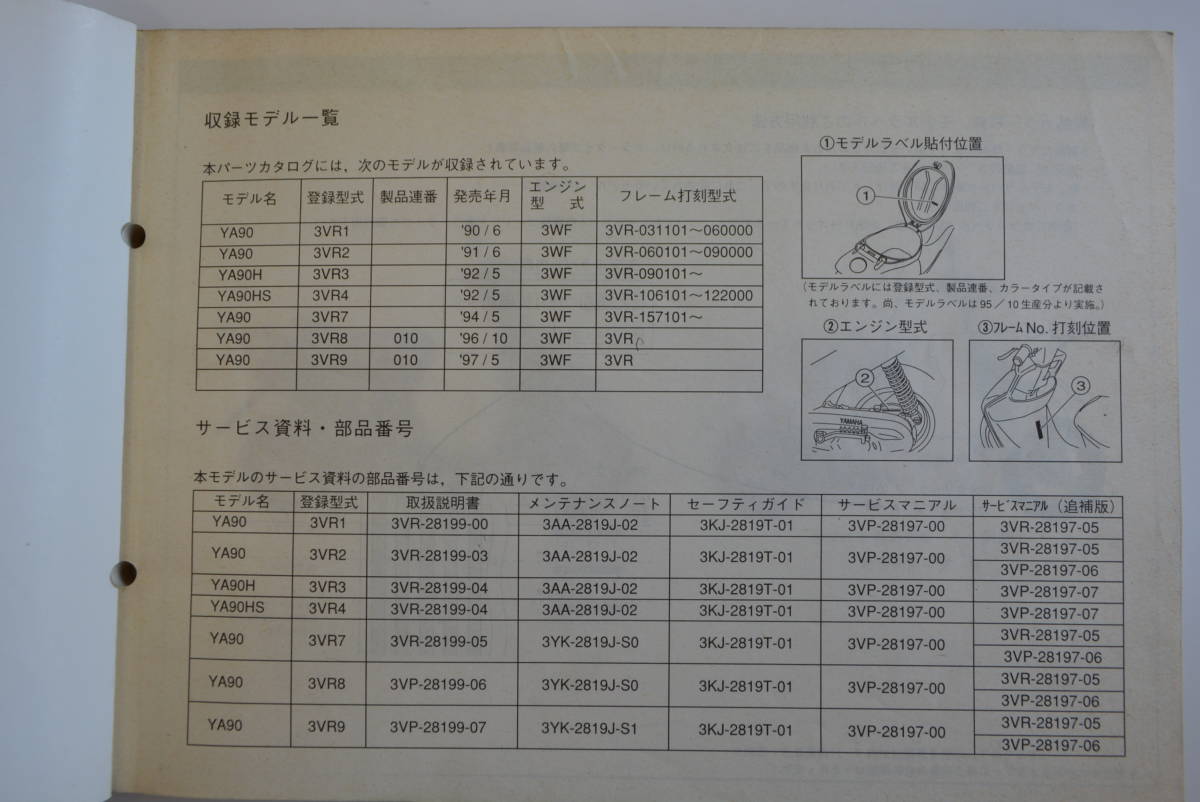 収録モデル一覧
本パーツカタログには，次のモデルが収録されています。
モデル名 登録型式 製品連番 発売年月 エンジン型式 フレーム打刻型式
YA90 3VR1 '90/6 3WF 3VR-031101〜060000
YA90 3VR2 '91/6 3WF 3VR-060101〜090000
YA90H 3VR3 '92/5 3WF 3VR-090101〜
YA90HS 3VR4 '92/5 3WF 3VR-106101〜122000
YA90 3VR7 '94/5 3WF 3VR-157101〜
YA90 3VR8 010 '96/10 3WF 3VR
YA90 3VR9 010 '97/5 3WF 3VR
①モデルラベル貼付位置
①
(モデルラベルには登録型式、製品連番、カラータイプが記載さ
れております。尚、モデルラベルは95／10生産分より実施。)
②エンジン型式
②
YAMAHA
③フレームNo.打刻位置
③
サービス資料・部品番号
本モデルのサービス資料の部品番号は，下記の通りです。
モデル名 登録型式 取扱説明書 メンテナンスノート セーフティガイド サービスマニアル サービスマニアル（追補版）
YA90 3VR1 3VR-28199-00 3AA-2819J-02 3KJ-2819T-01 3VP-28197-00 3VR-28197-05
YA90 3VR2 3VR-28199-03 3AA-2819J-02 3KJ-2819T-01 3VP-28197-00 3VR-28197-05
3VP-28197-06
YA90H 3VR3 3VR-28199-04 3AA-2819J-02 3KJ-2819T-01 3VP-28197-00 3VP-28197-07
YA90HS 3VR4 3VR-28199-04 3AA-2819J-02 3KJ-2819T-01 3VP-28197-00 3VP-28197-07
YA90 3VR7 3VR-28199-05 3YK-2819J-S0 3KJ-2819T-01 3VP-28197-00 3VR-28197-05
3VP-28197-06
YA90 3VR8 3VP-28199-06 3YK-2819J-S0 3KJ-2819T-01 3VP-28197-00 3VR-28197-05
3VP-28197-06
YA90 3VR9 3VP-28199-07 3YK-2819J-S1 3KJ-2819T-01 3VP-28197-00 3VR-28197-05
3VP-28197-06